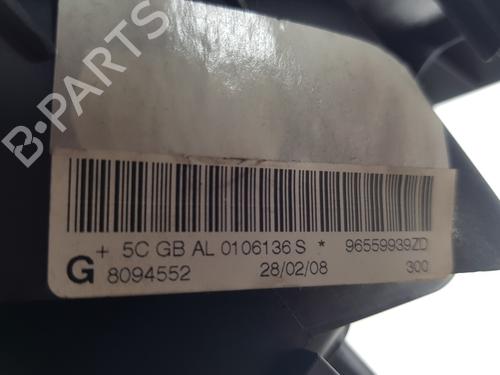 B-PARTS
+ 5C GB AL 0106136 S * 96559939ZD
G 8094552 28/02/08 300